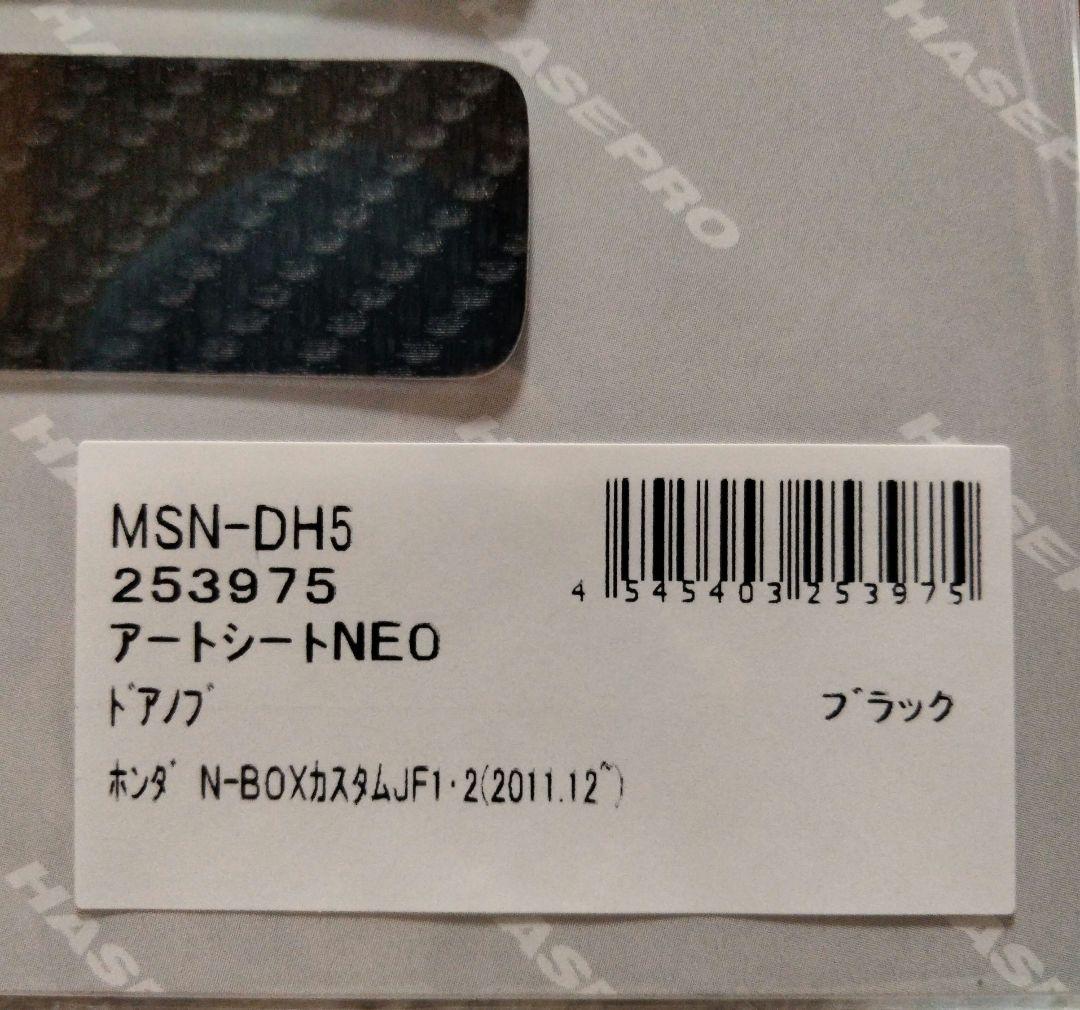 HASEPRO
HASEPRO
MSN-DH5
253975
アートシートNEO
ドアノブ
ブラック
ホンダ N-BOXカスタムJF1・2(2011.12~)
4 545403 253975